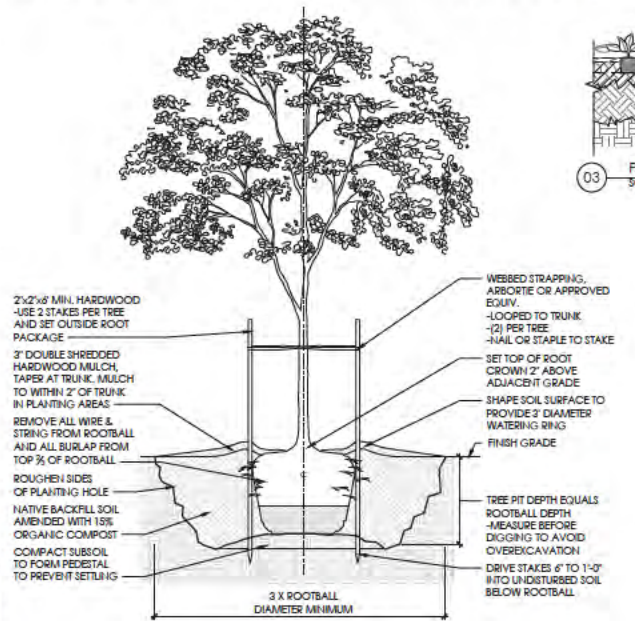 2"x2"x6' MIN. HARDWOOD
-USE 2 STAKES PER TREE
AND SET OUTSIDE ROOT
PACKAGE
3" DOUBLE SHREDDED
HARDWOOD MULCH,
TAPER AT TRUNK. MULCH
TO WITHIN 2" OF TRUNK
IN PLANTING AREAS
REMOVE ALL WIRE &
STRING FROM ROOTBALL
AND ALL BURLAP FROM
TOP ⅔ OF ROOTBALL
ROUGHEN SIDES
OF PLANTING HOLE
NATIVE BACKFILL SOIL
AMENDED WITH 15%
ORGANIC COMPOST
COMPACT SUBSOIL
TO FORM PEDESTAL
TO PREVENT SETTLING
3 X ROOTBALL
DIAMETER MINIMUM
WEBBED STRAPPING,
ARBORTIE OR APPROVED
EQUIV.
-LOOPED TO TRUNK
-(2) PER TREE
-NAIL OR STAPLE TO STAKE
SET TOP OF ROOT
CROWN 2" ABOVE
ADJACENT GRADE
SHAPE SOIL SURFACE TO
PROVIDE 3' DIAMETER
WATERING RING
FINISH GRADE
TREE PIT DEPTH EQUALS
ROOTBALL DEPTH
-MEASURE BEFORE
DIGGING TO AVOID
OVEREXCAVATION
DRIVE STAKES 6" TO 1'-0"
INTO UNDISTURBED SOIL
BELOW ROOTBALL
03